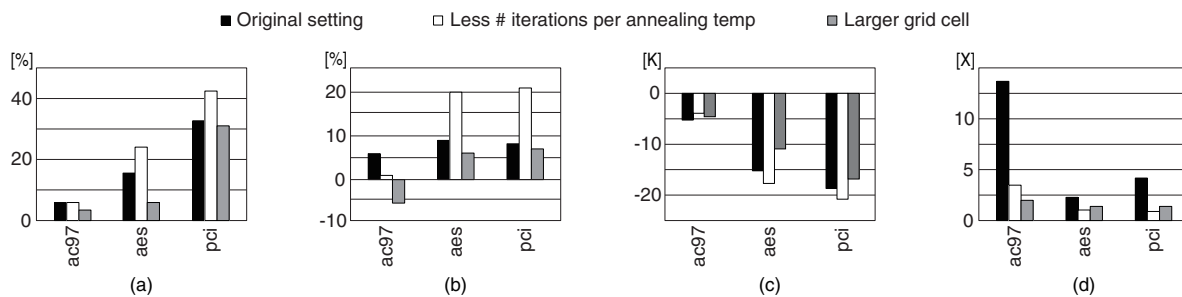 Original setting
Less # iterations per annealing temp
Larger grid cell
[%]
40
20
0
ac97
aes
pci
(a)
[%]
20
10
0
-10
ac97
aes
pci
(b)
[K]
0
-10
-20
ac97
aes
pci
(c)
[X]
10
5
0
ac97
aes
pci
(d)